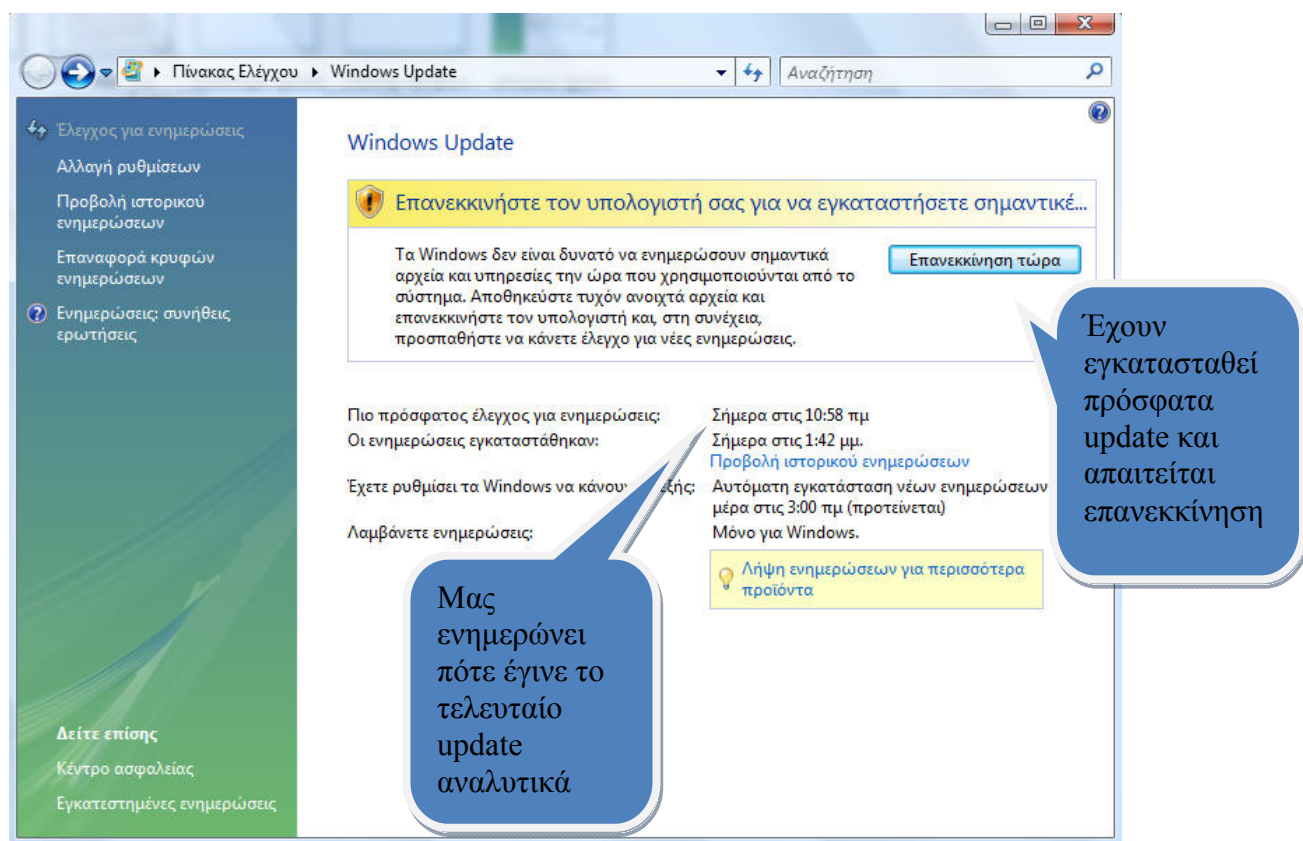 Πίνακας Ελέγχου
Windows Update
Αναζήτηση
Έλεγχος για ενημερώσεις
Αλλαγή ρυθμίσεων
Προβολή ιστορικού
ενημερώσεων
Επαναφορά κρυφών
ενημερώσεων
Ενημερώσεις: συνήθεις
ερωτήσεις
Δείτε επίσης
Κέντρο ασφαλείας
Εγκατεστημένες ενημερώσεις
Windows Update
Επανεκκινήστε τον υπολογιστή σας για να εγκαταστήσετε σημαντικέ...
Τα Windows δεν είναι δυνατό να ενημερώσουν σημαντικά
αρχεία και υπηρεσίες την ώρα που χρησιμοποιούνται από το
σύστημα. Αποθηκεύστε τυχόν ανοιχτά αρχεία και
επανεκκινήστε τον υπολογιστή και, στη συνέχεια,
προσπαθήστε να κάνετε έλεγχο για νέες ενημερώσεις.
Επανεκκίνηση τώρα
Πιο πρόσφατος έλεγχος για ενημερώσεις: Σήμερα στις 10:58 πμ
Οι ενημερώσεις εγκαταστάθηκαν: Σήμερα στις 1:42 μμ.
Προβολή ιστορικού ενημερώσεων
Έχετε ρυθμίσει τα Windows να κάνουν εξής: Αυτόματη εγκατάσταση νέων ενημερώσεων
μέρα στις 3:00 πμ (προτείνεται)
Λαμβάνετε ενημερώσεις: Μόνο για Windows.
Λήψη ενημερώσεων για περισσότερα
προϊόντα
Έχουν
εγκατασταθεί
πρόσφατα
update και
απαιτείται
επανεκκίνηση
Μας
ενημερώνει
πότε έγινε το
τελευταίο
update
αναλυτικά